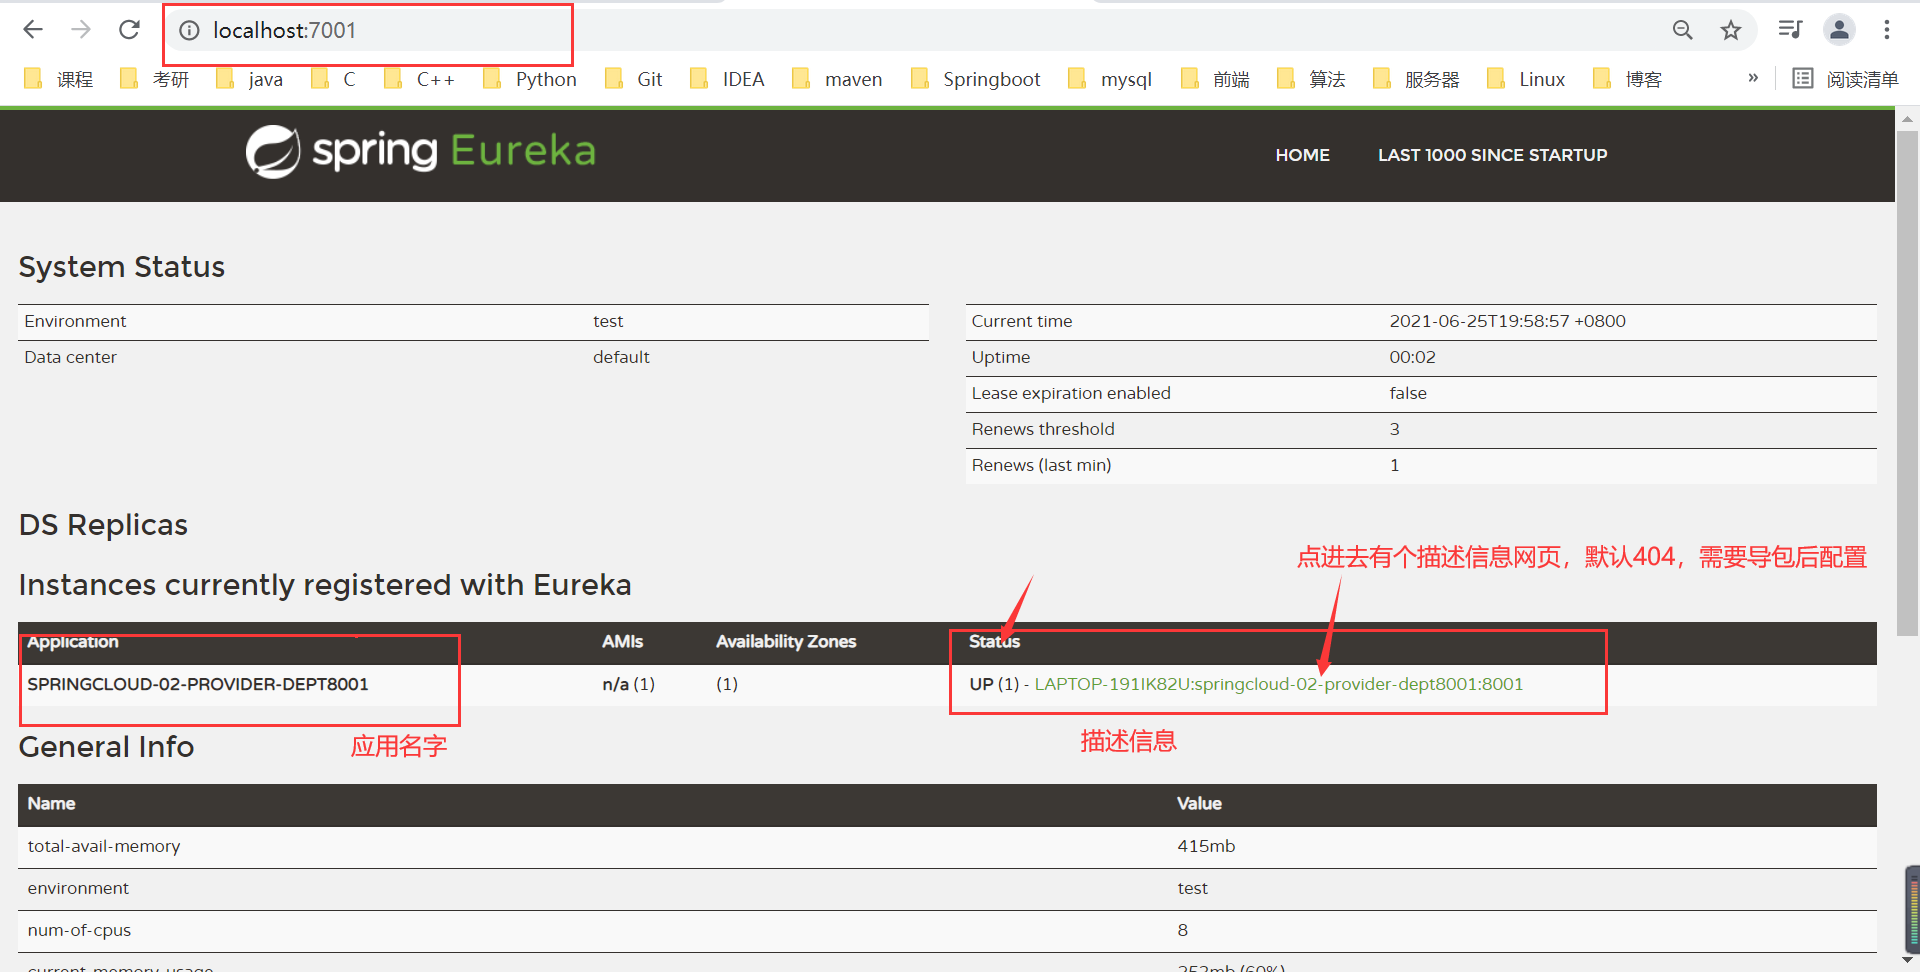 localhost:7001
课程 考研 java C C++ Python Git IDEA maven Springboot mysql 前端 算法 服务器 Linux 博客 » 阅读清单
spring Eureka HOME LAST 1000 SINCE STARTUP
System Status
Environment test
Data center default
Current time 2021-06-25T19:58:57 +0800
Uptime 00:02
Lease expiration enabled false
Renews threshold 3
Renews (last min) 1
DS Replicas
点进去有个描述信息网页，默认404，需要导包后配置
Instances currently registered with Eureka
Application AMIs Availability Zones Status
SPRINGCLOUD-02-PROVIDER-DEPT8001 n/a (1) (1) UP (1) - LAPTOP-191IK82U:springcloud-02-provider-dept8001:8001
应用名字
描述信息
General Info
Name Value
total-avail-memory 415mb
environment test
num-of-cpus 8
current-memory-usage 252mb (60%)